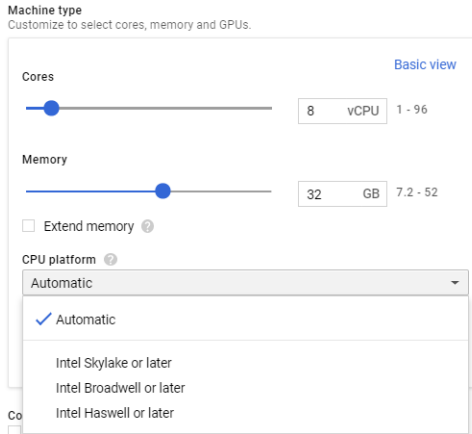 Machine type
Customize to select cores, memory and GPUs.
Basic view
Cores
8 vCPU 1 - 96
Memory
32 GB 7.2 - 52
Extend memory ?
CPU platform ?
Automatic
Automatic
Intel Skylake or later
Intel Broadwell or later
Intel Haswell or later
Co